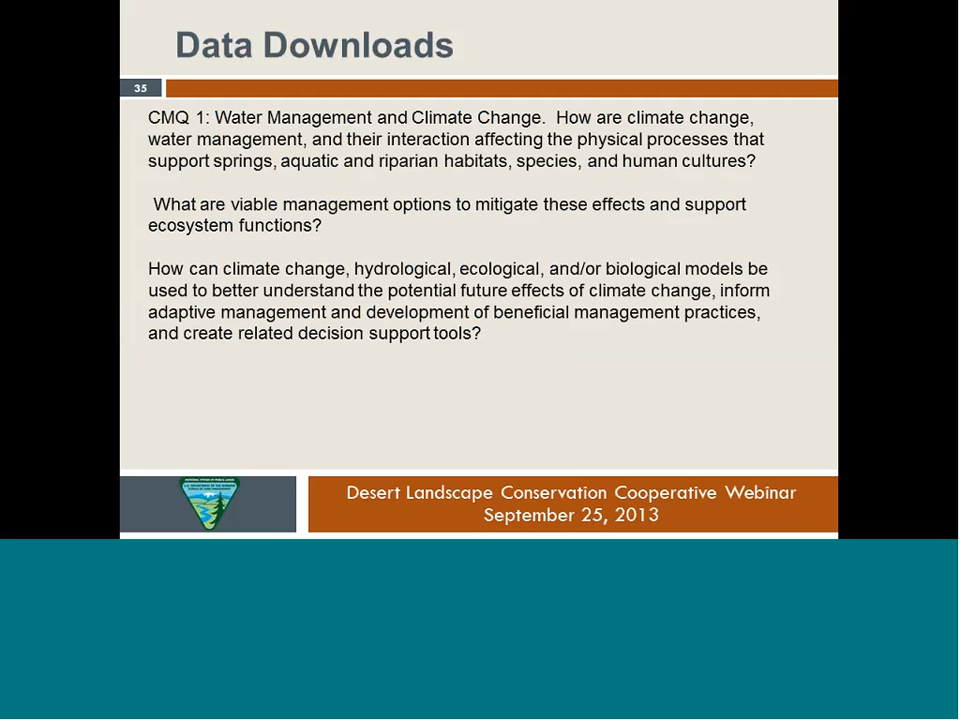 Data Downloads
35
CMQ 1: Water Management and Climate Change.  How are climate change,
water management, and their interaction affecting the physical processes that
support springs, aquatic and riparian habitats, species, and human cultures?
What are viable management options to mitigate these effects and support
ecosystem functions?
How can climate change, hydrological, ecological, and/or biological models be
used to better understand the potential future effects of climate change, inform
adaptive management and development of beneficial management practices,
and create related decision support tools?
Desert Landscape Conservation Cooperative Webinar
September 25, 2013